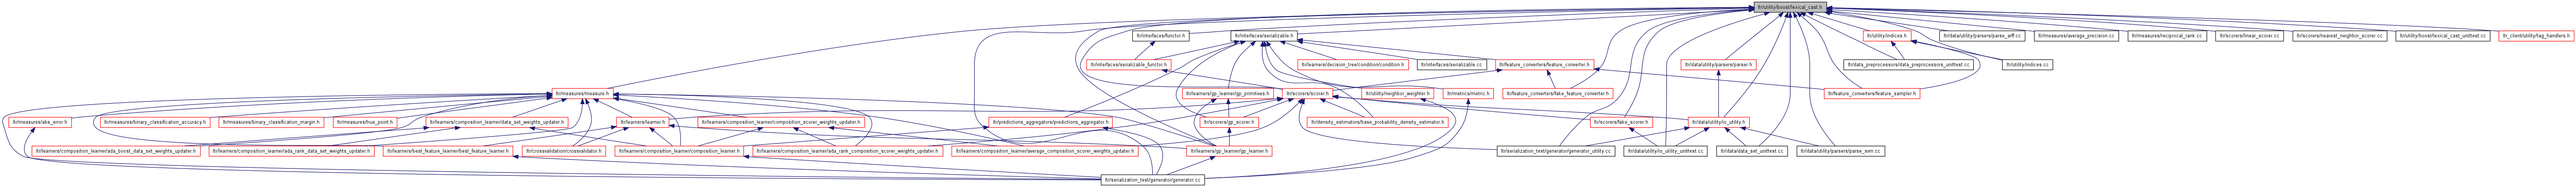 ltr/utility/boost/lexical_cast.h
ltr/interfaces/functor.h
ltr/interfaces/serializable.h
ltr/utility/indices.h
ltr/data/utility/parsers/parse_arff.cc
ltr/measures/average_precision.cc
ltr/measures/reciprocal_rank.cc
ltr/scorers/linear_scorer.cc
ltr/scorers/nearest_neighbor_scorer.cc
ltr/utility/boost/lexical_cast_unittest.cc
ltr_client/utility/tag_handlers.h
ltr/interfaces/serializable_functor.h
ltr/learners/decision_tree/condition/condition.h
ltr/interfaces/serializable.cc
ltr/feature_converters/feature_converter.h
ltr/data/utility/parsers/parser.h
ltr/data_preprocessors/data_preprocessors_unittest.cc
ltr/utility/indices.cc
ltr/measures/measure.h
ltr/learners/gp_learner/gp_primitives.h
ltr/scorers/scorer.h
ltr/utility/neighbor_weighter.h
ltr/metrics/metric.h
ltr/feature_converters/fake_feature_converter.h
ltr/feature_converters/feature_sampler.h
ltr/measures/abs_error.h
ltr/measures/binary_classification_accuracy.h
ltr/measures/binary_classification_margin.h
ltr/measures/true_point.h
ltr/learners/composition_learner/data_set_weights_updater.h
ltr/learners/learner.h
ltr/learners/composition_learner/composition_scorer_weights_updater.h
ltr/predictions_aggregators/predictions_aggregator.h
ltr/scorers/gp_scorer.h
ltr/density_estimators/base_probability_density_estimator.h
ltr/scorers/fake_scorer.h
ltr/data/utility/io_utility.h
ltr/learners/composition_learner/ada_boost_data_set_weights_updater.h
ltr/learners/composition_learner/ada_rank_data_set_weights_updater.h
ltr/learners/best_feature_learner/best_feature_learner.h
ltr/crossvalidation/crossvalidator.h
ltr/learners/composition_learner/composition_learner.h
ltr/learners/composition_learner/ada_rank_composition_scorer_weights_updater.h
ltr/learners/composition_learner/average_composition_scorer_weights_updater.h
ltr/learners/gp_learner/gp_learner.h
ltr/serialization_test/generator/generator_utility.cc
ltr/data/utility/io_utility_unittest.cc
ltr/data/data_set_unittest.cc
ltr/data/utility/parsers/parse_svm.cc
ltr/serialization_test/generator/generator.cc